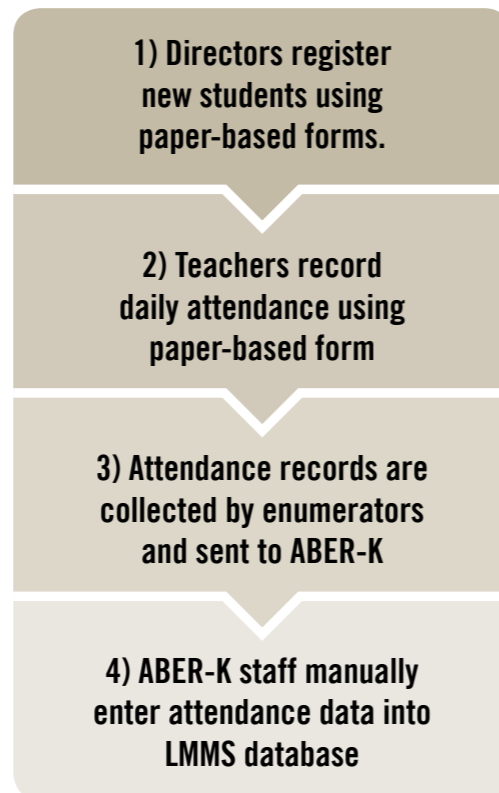 1) Directors register
new students using
paper-based forms.
2) Teachers record
daily attendance using
paper-based form
3) Attendance records are
collected by enumerators
and sent to ABER-K
4) ABER-K staff manually
enter attendance data into
LMMS database